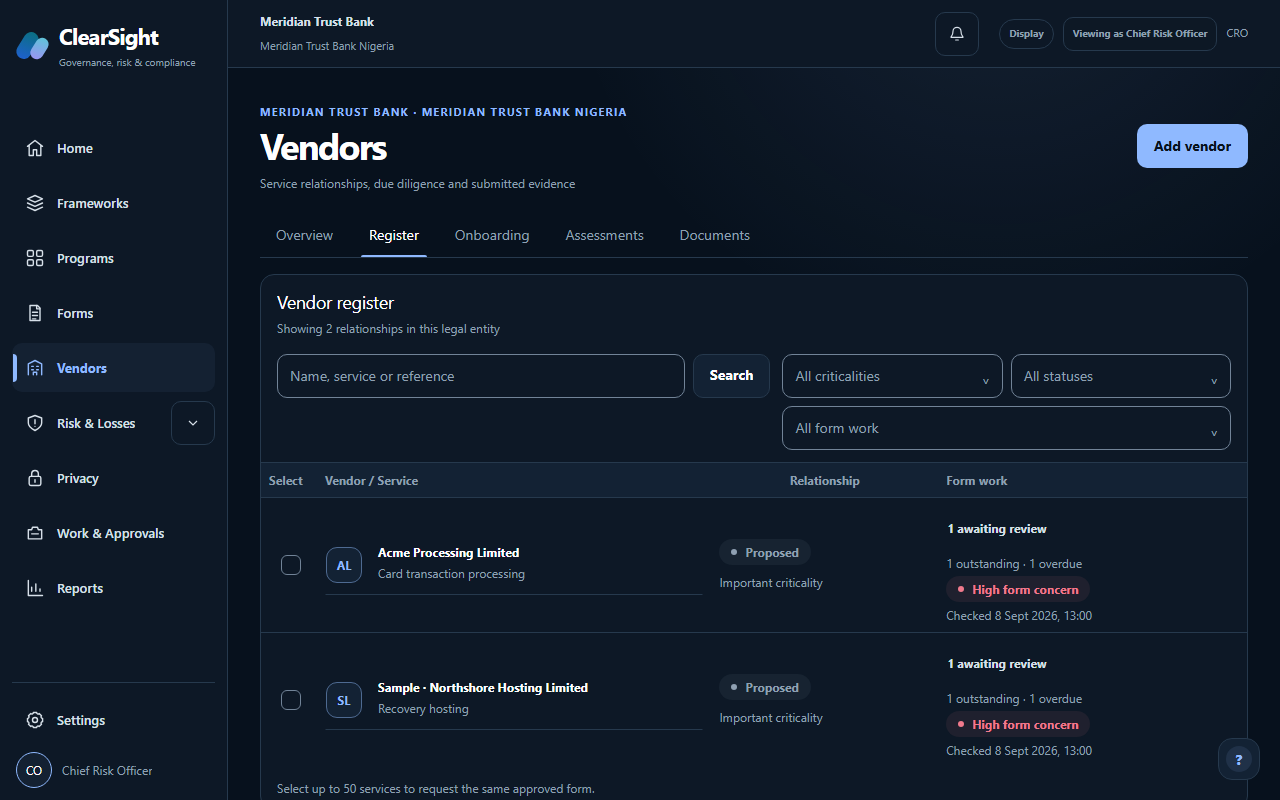 ClearSight
Governance, risk & compliance
Home
Frameworks
Programs
Forms
Vendors
Risk & Losses
Privacy
Work & Approvals
Reports
Settings
CO
Chief Risk Officer
Meridian Trust Bank
Meridian Trust Bank Nigeria
Display
Viewing as Chief Risk Officer
CRO
MERIDIAN TRUST BANK · MERIDIAN TRUST BANK NIGERIA
Vendors
Service relationships, due diligence and submitted evidence
Add vendor
Overview
Register
Onboarding
Assessments
Documents
Vendor register
Showing 2 relationships in this legal entity
Name, service or reference
Search
All criticalities
All statuses
All form work
Select
Vendor / Service
Relationship
Form work
AL
Acme Processing Limited
Card transaction processing
Proposed
Important criticality
1 awaiting review
1 outstanding · 1 overdue
High form concern
Checked 8 Sept 2026, 13:00
SL
Sample · Northshore Hosting Limited
Recovery hosting
Proposed
Important criticality
1 awaiting review
1 outstanding · 1 overdue
High form concern
Checked 8 Sept 2026, 13:00
Select up to 50 services to request the same approved form.
?